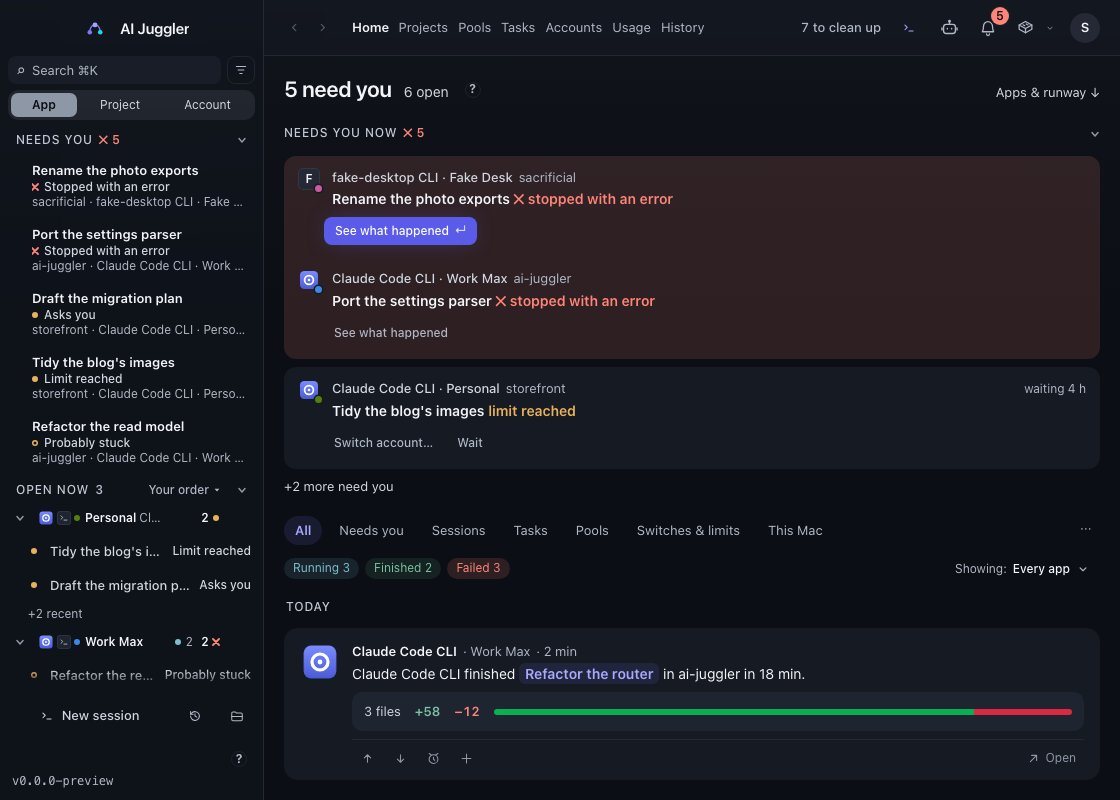 AI Juggler
Search ⌘K
App Project Account
NEEDS YOU 5
Rename the photo exports
Stopped with an error
sacrificial · fake-desktop CLI · Fake ...
Port the settings parser
Stopped with an error
ai-juggler · Claude Code CLI · Work ...
Draft the migration plan
Asks you
storefront · Claude Code CLI · Perso...
Tidy the blog's images
Limit reached
storefront · Claude Code CLI · Perso...
Refactor the read model
Probably stuck
ai-juggler · Claude Code CLI · Work ...
OPEN NOW 3 Your order
Personal Cl... 2
Tidy the blog's i... Limit reached
Draft the migration p... Asks you
+2 recent
Work Max 2 2
Refactor the re... Probably stuck
New session
?
v0.0.0-preview
Home Projects Pools Tasks Accounts Usage History 7 to clean up 5 S
5 need you 6 open ? Apps & runway ↓
NEEDS YOU NOW 5
F fake-desktop CLI · Fake Desk sacrificial
Rename the photo exports stopped with an error
See what happened
Claude Code CLI · Work Max ai-juggler
Port the settings parser stopped with an error
See what happened
Claude Code CLI · Personal storefront waiting 4 h
Tidy the blog's images limit reached
Switch account... Wait
+2 more need you
All Needs you Sessions Tasks Pools Switches & limits This Mac ...
Running 3 Finished 2 Failed 3 Showing: Every app
TODAY
Claude Code CLI · Work Max · 2 min
Claude Code CLI finished Refactor the router in ai-juggler in 18 min.
3 files +58 −12
Open